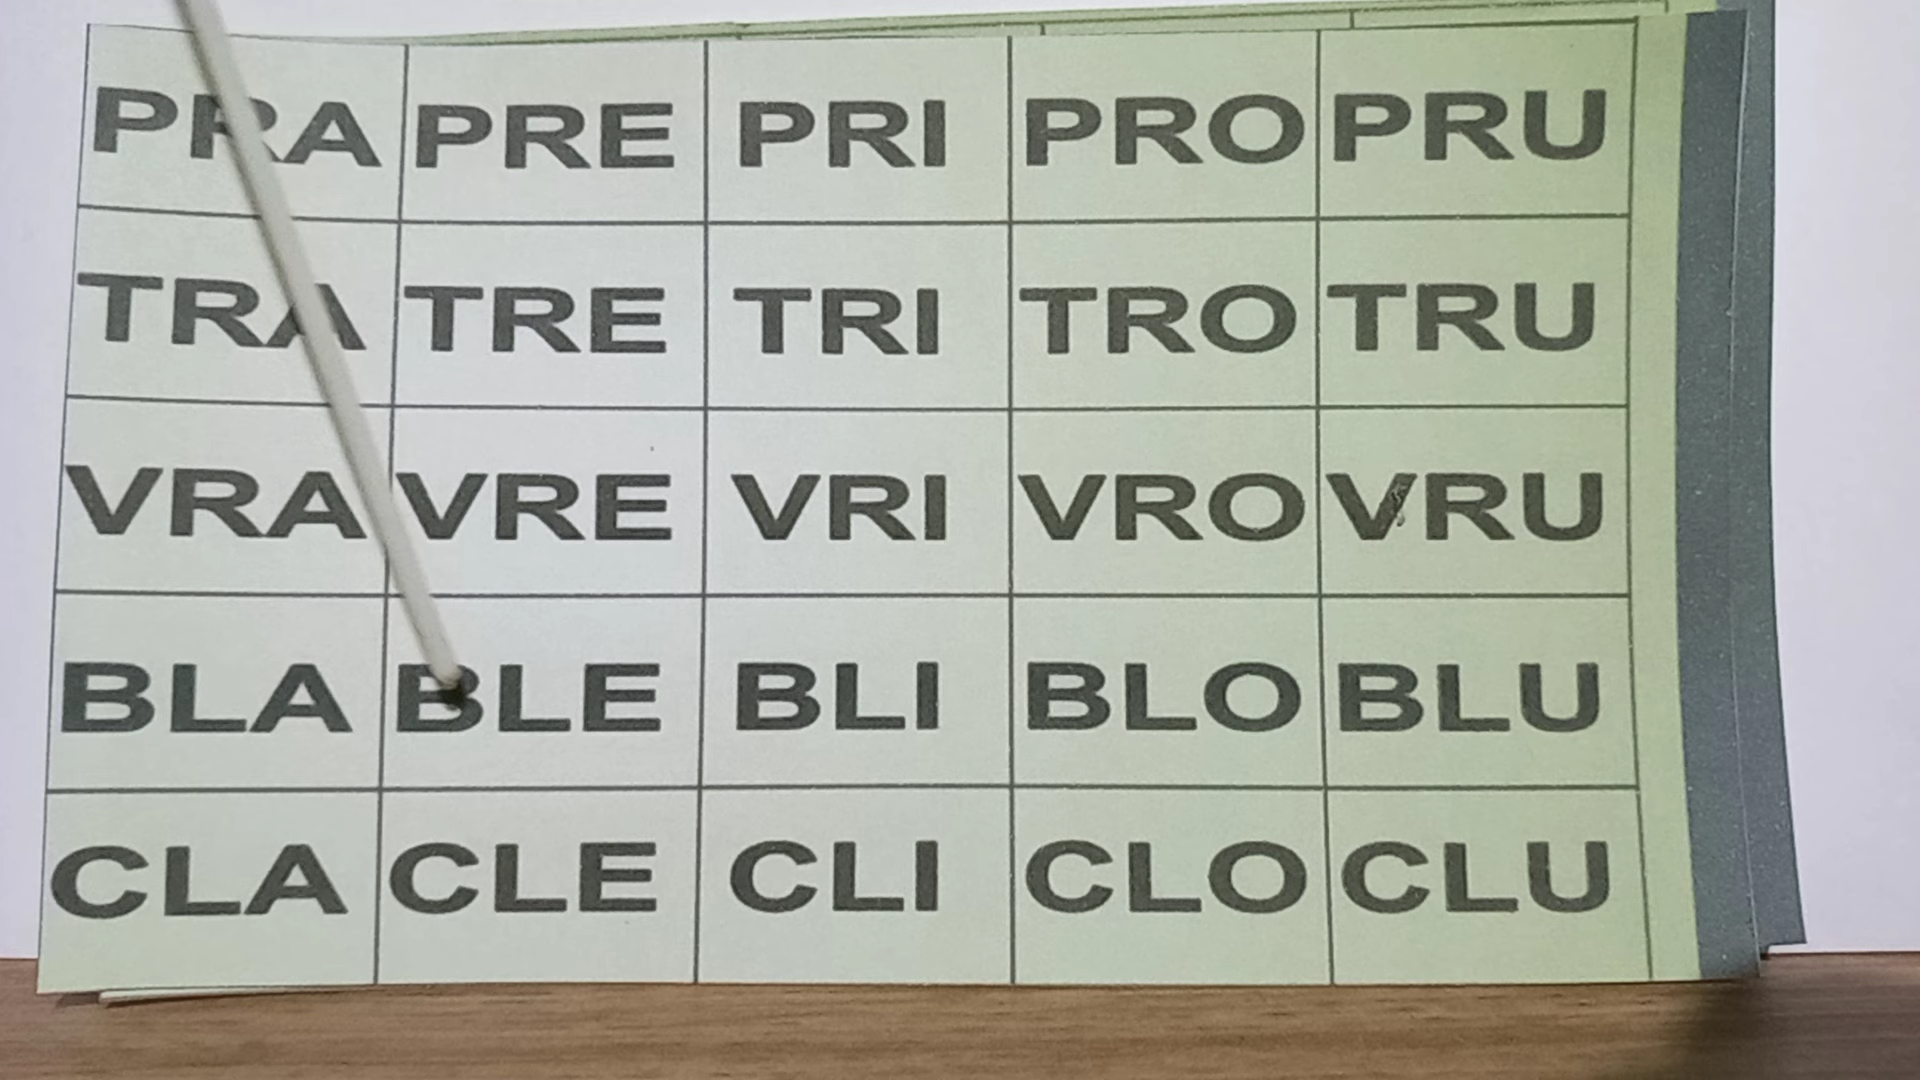 PRA PRE PRI PRO PRU
TRA TRE TRI TRO TRU
VRA VRE VRI VRO VRU
BLA BLE BLI BLO BLU
CLA CLE CLI CLO CLU